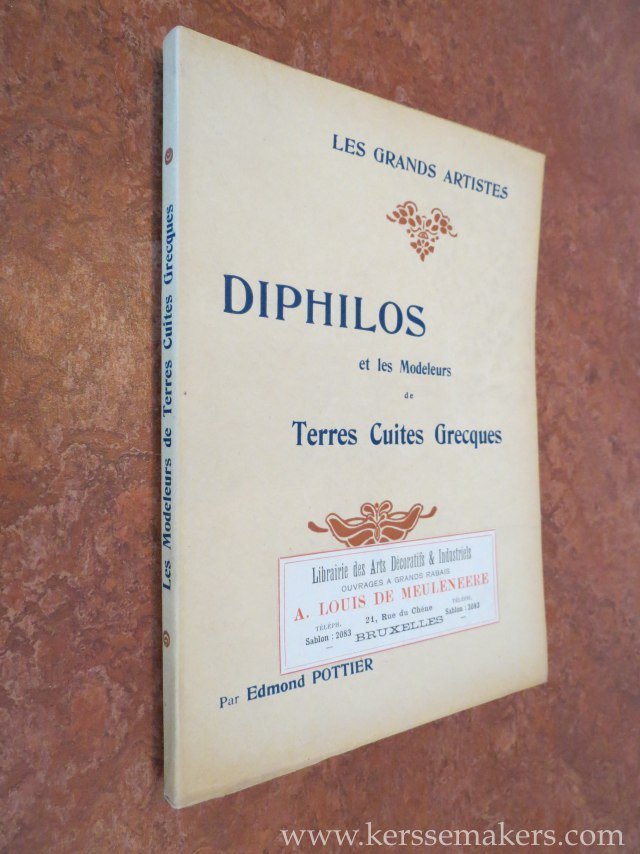 LES GRANDS ARTISTES
DIPHILOS
et les Modeleurs
de
Terres Cuites Grecques
Librairie des Arts Décoratifs & Industriels
OUVRAGES A GRANDS RABAIS
A. LOUIS DE MEULENEERE
TÉLÉPH. 21, Rue du Chêne TÉLÉPH.
Sablon : 2083 BRUXELLES Sablon : 2083
Par Edmond POTTIER
Les Modeleurs de Terres Cuites Grecques
www.kerssemakers.com